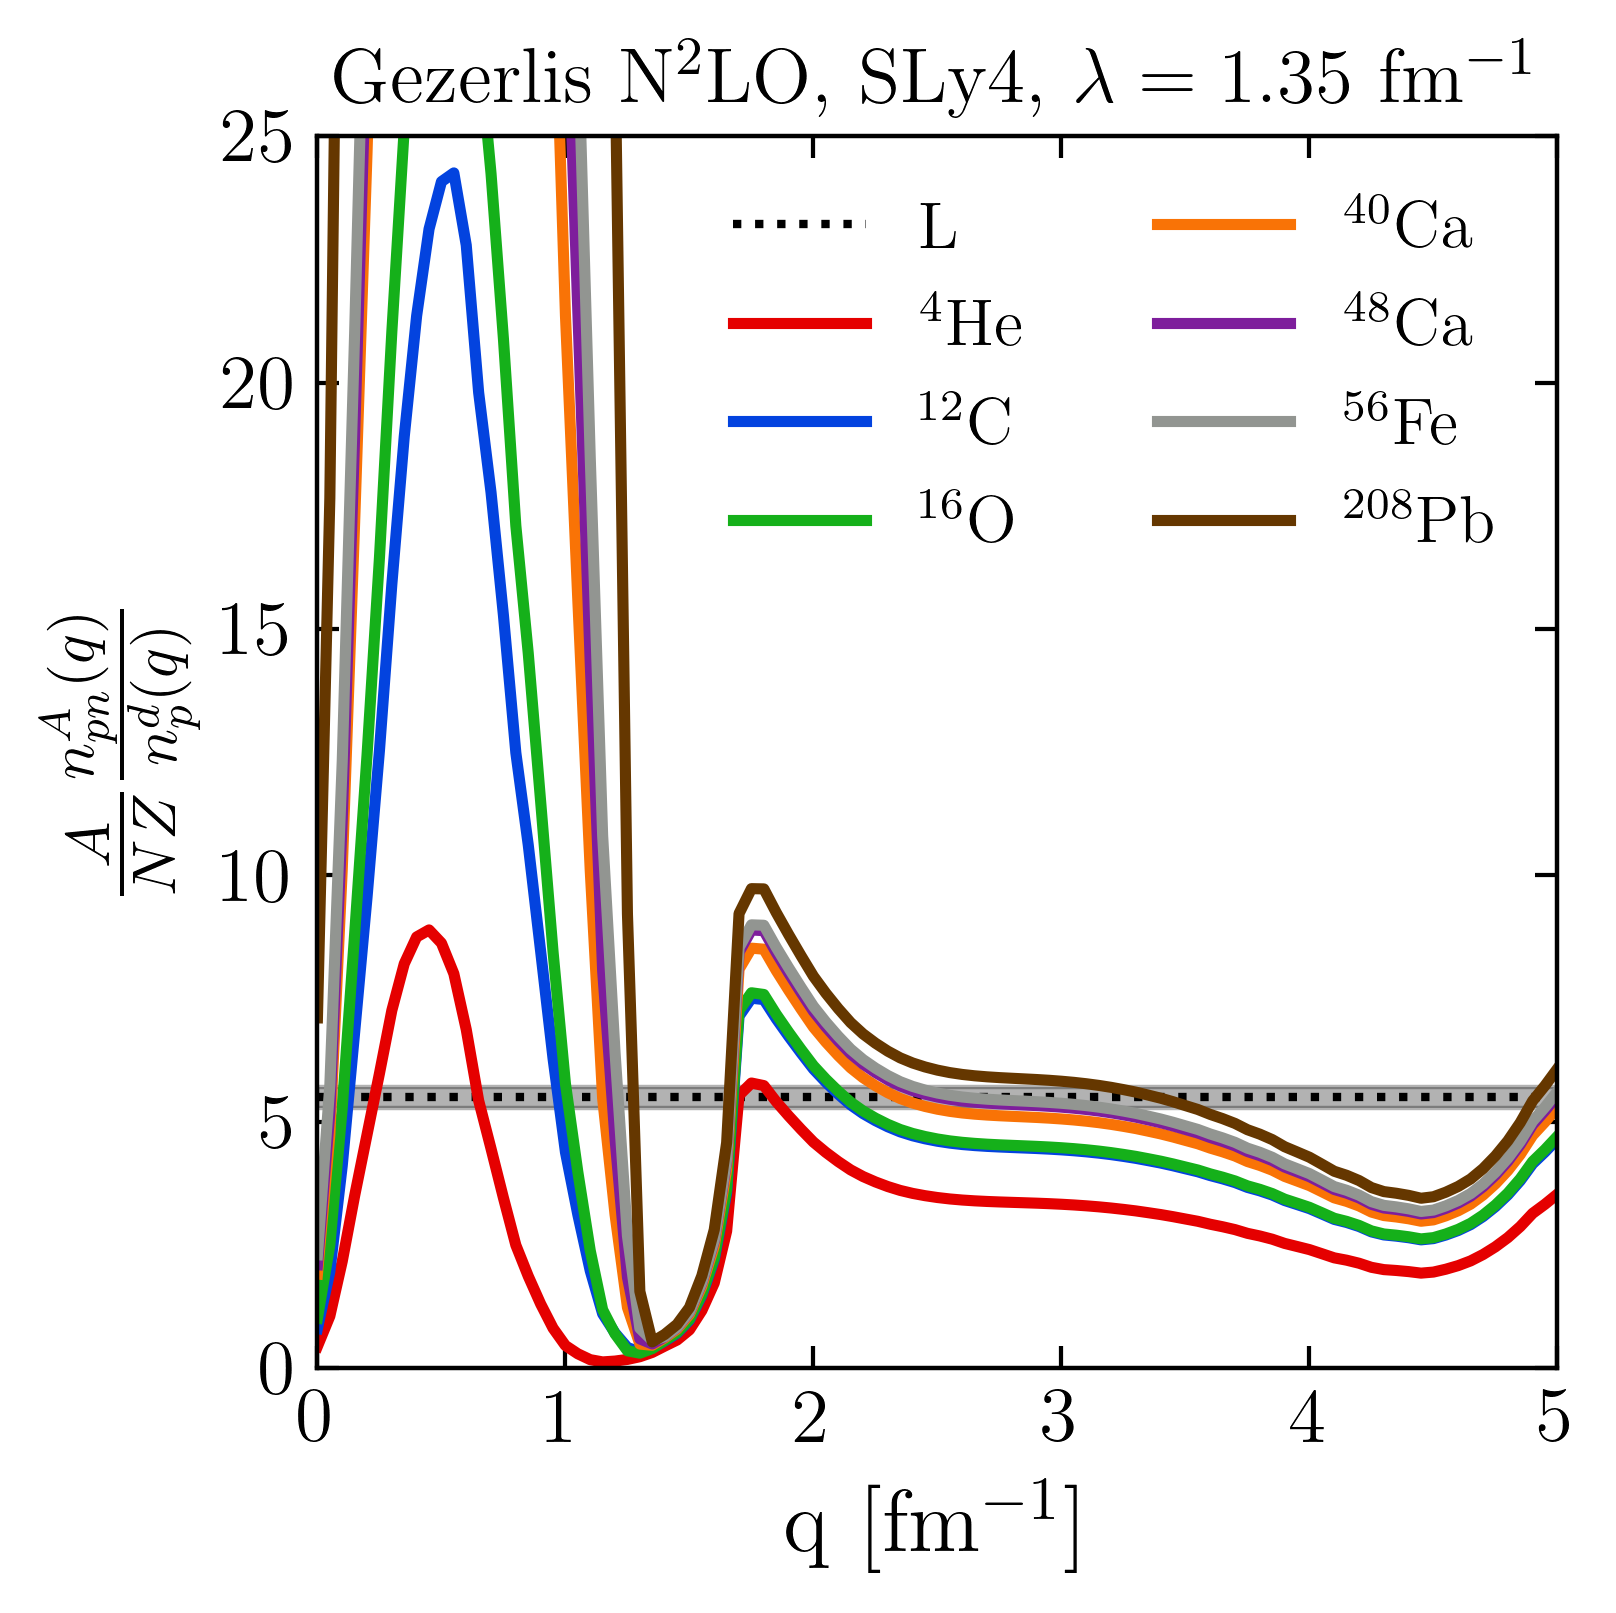 Gezerlis N²LO, SLy4, λ = 1.35 fm⁻¹
25
20
15
10
5
0
0 1 2 3 4 5
q [fm⁻¹]
A/NZ n^A_pn(q)/n^d_p(q)
L
⁴He
¹²C
¹⁶O
⁴⁰Ca
⁴⁸Ca
⁵⁶Fe
²⁰⁸Pb